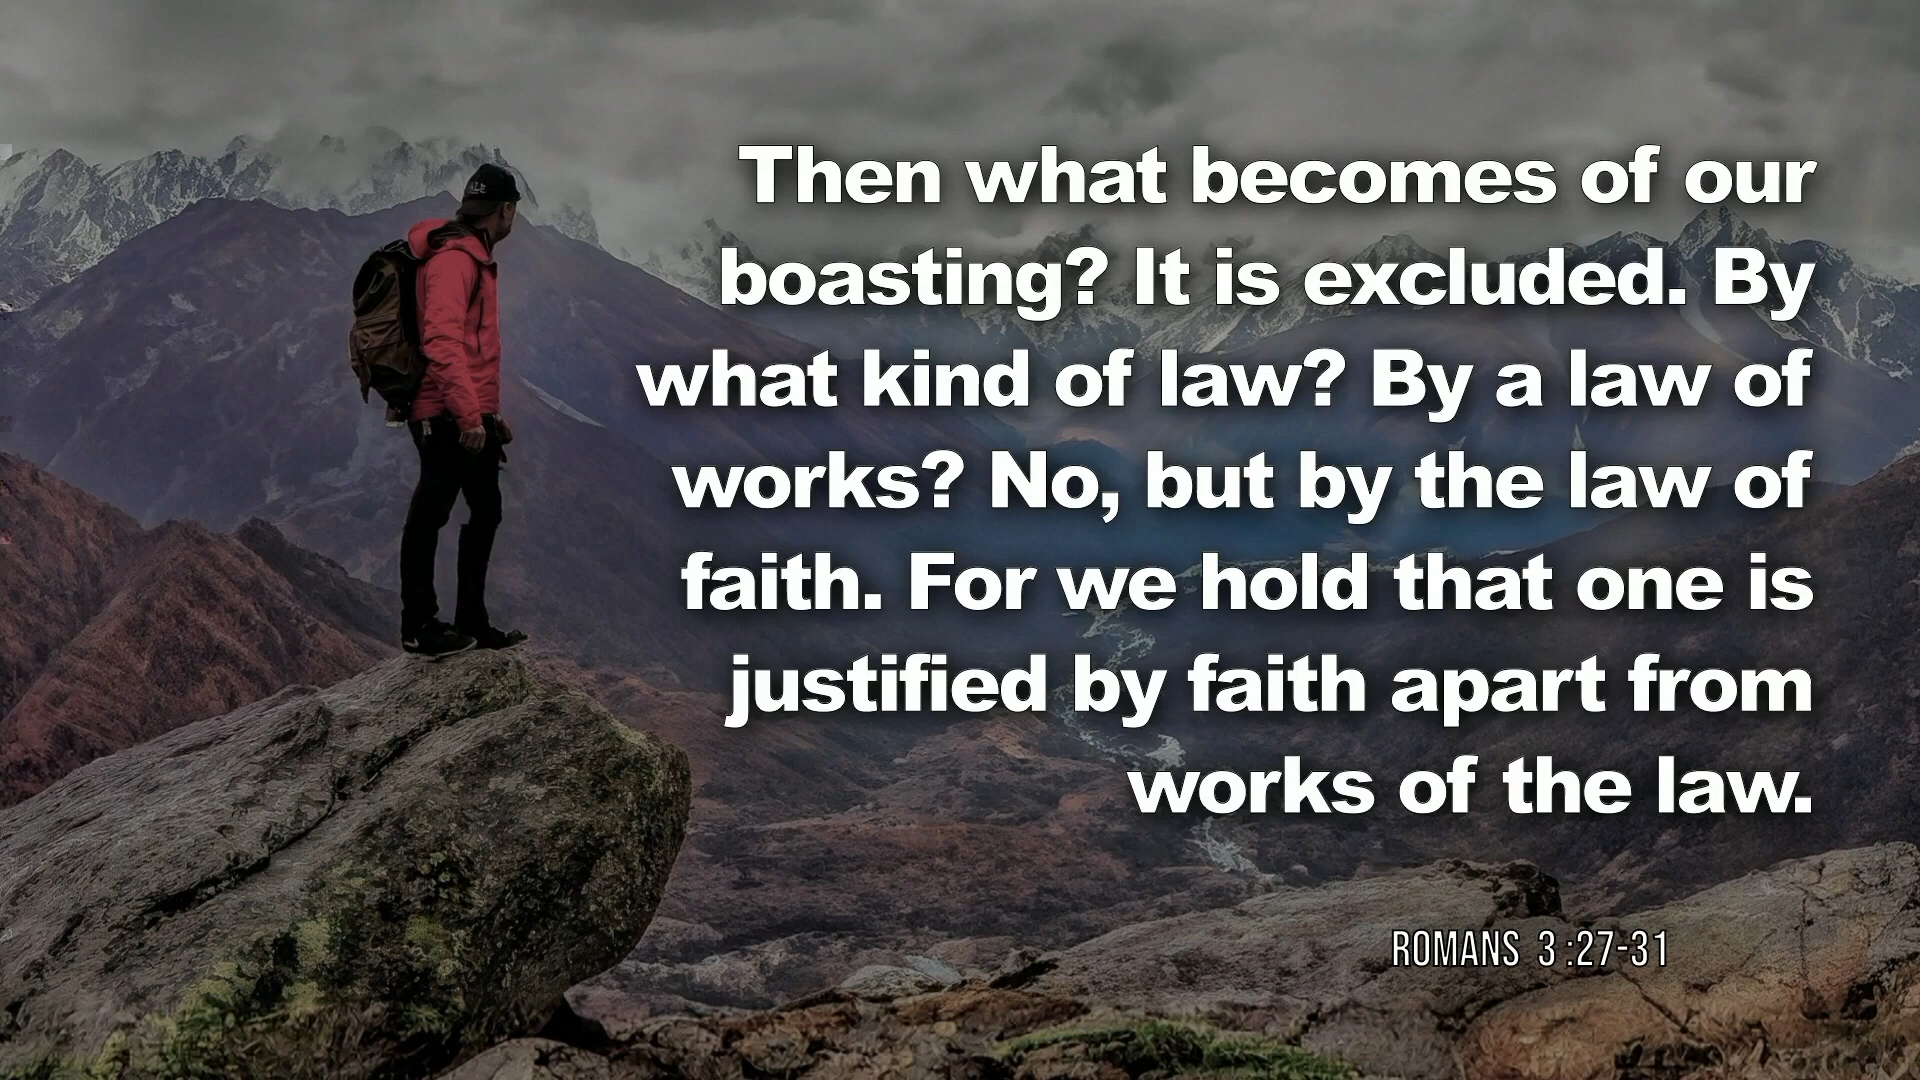 Then what becomes of our
boasting? It is excluded. By
what kind of law? By a law of
works? No, but by the law of
faith. For we hold that one is
justified by faith apart from
works of the law.
ROMANS 3 :27-31